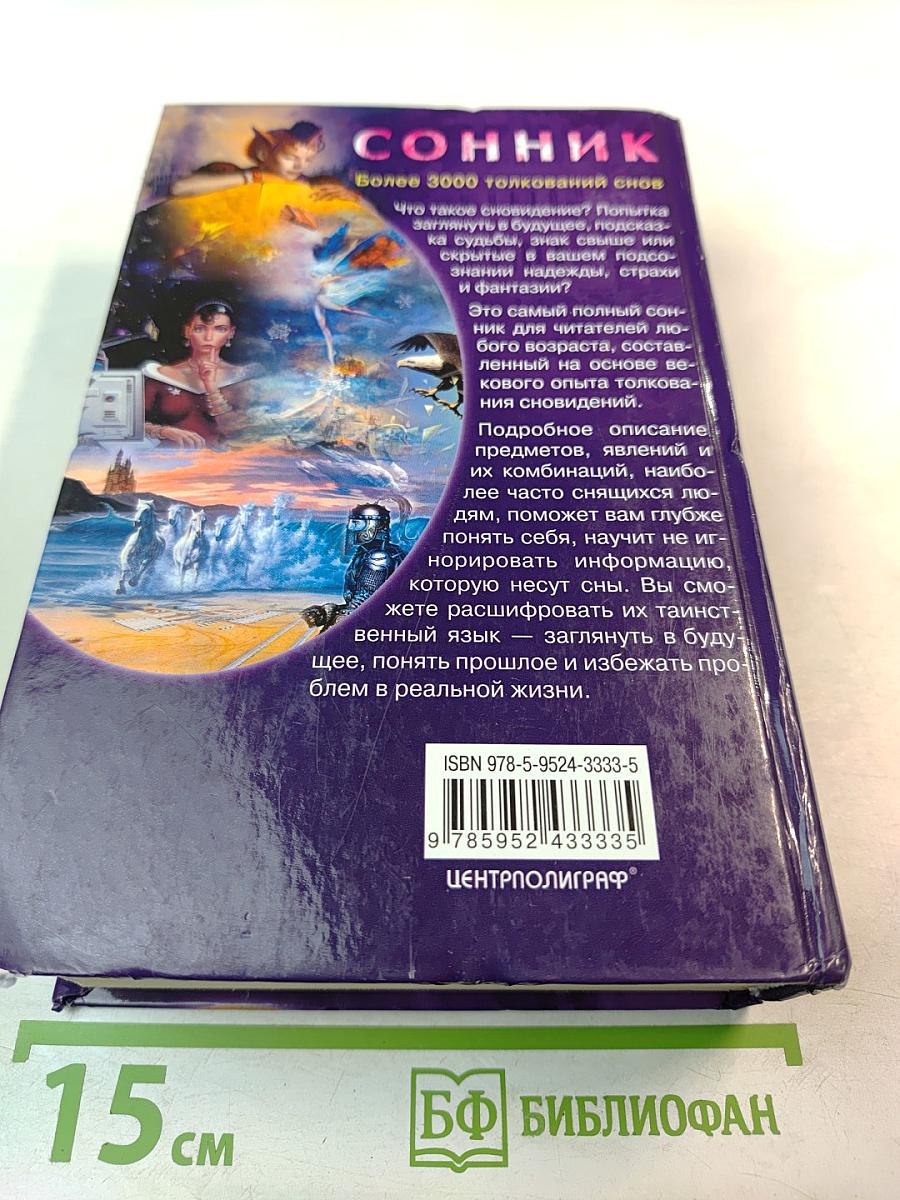 СОННИК
Более 3000 толкований снов
Что такое сновидение? Попытка
заглянуть в будущее, подсказ-
ка судьбы, знак свыше или
скрытые в вашем подсо-
знании надежды, страхи
и фантазии?
Это самый полный сон-
ник для читателей лю-
бого возраста, состав-
ленный на основе ве-
кового опыта толкова-
ния сновидений.
Подробное описание
предметов, явлений и
их комбинаций, наибо-
лее часто снящихся лю-
дям, поможет вам глубже
понять себя, научит не иг-
норировать информацию,
которую несут сны. Вы смо-
жете расшифровать их таинст-
венный язык — заглянуть в буду-
щее, понять прошлое и избежать про-
блем в реальной жизни.
ISBN 978-5-9524-3333-5
9 785952 433335
ЦЕНТРПОЛИГРАФ®
15 см
БФ БИБЛИОФАН